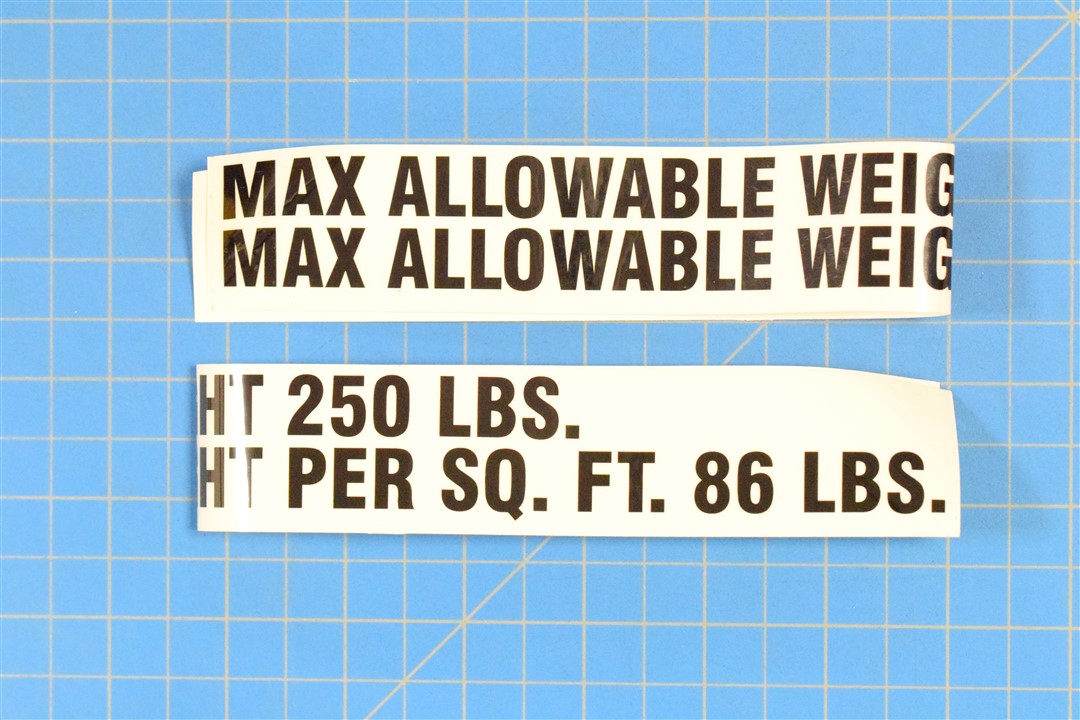 MAX ALLOWABLE WEIG
MAX ALLOWABLE WEIG
HT 250 LBS.
HT PER SQ. FT. 86 LBS.